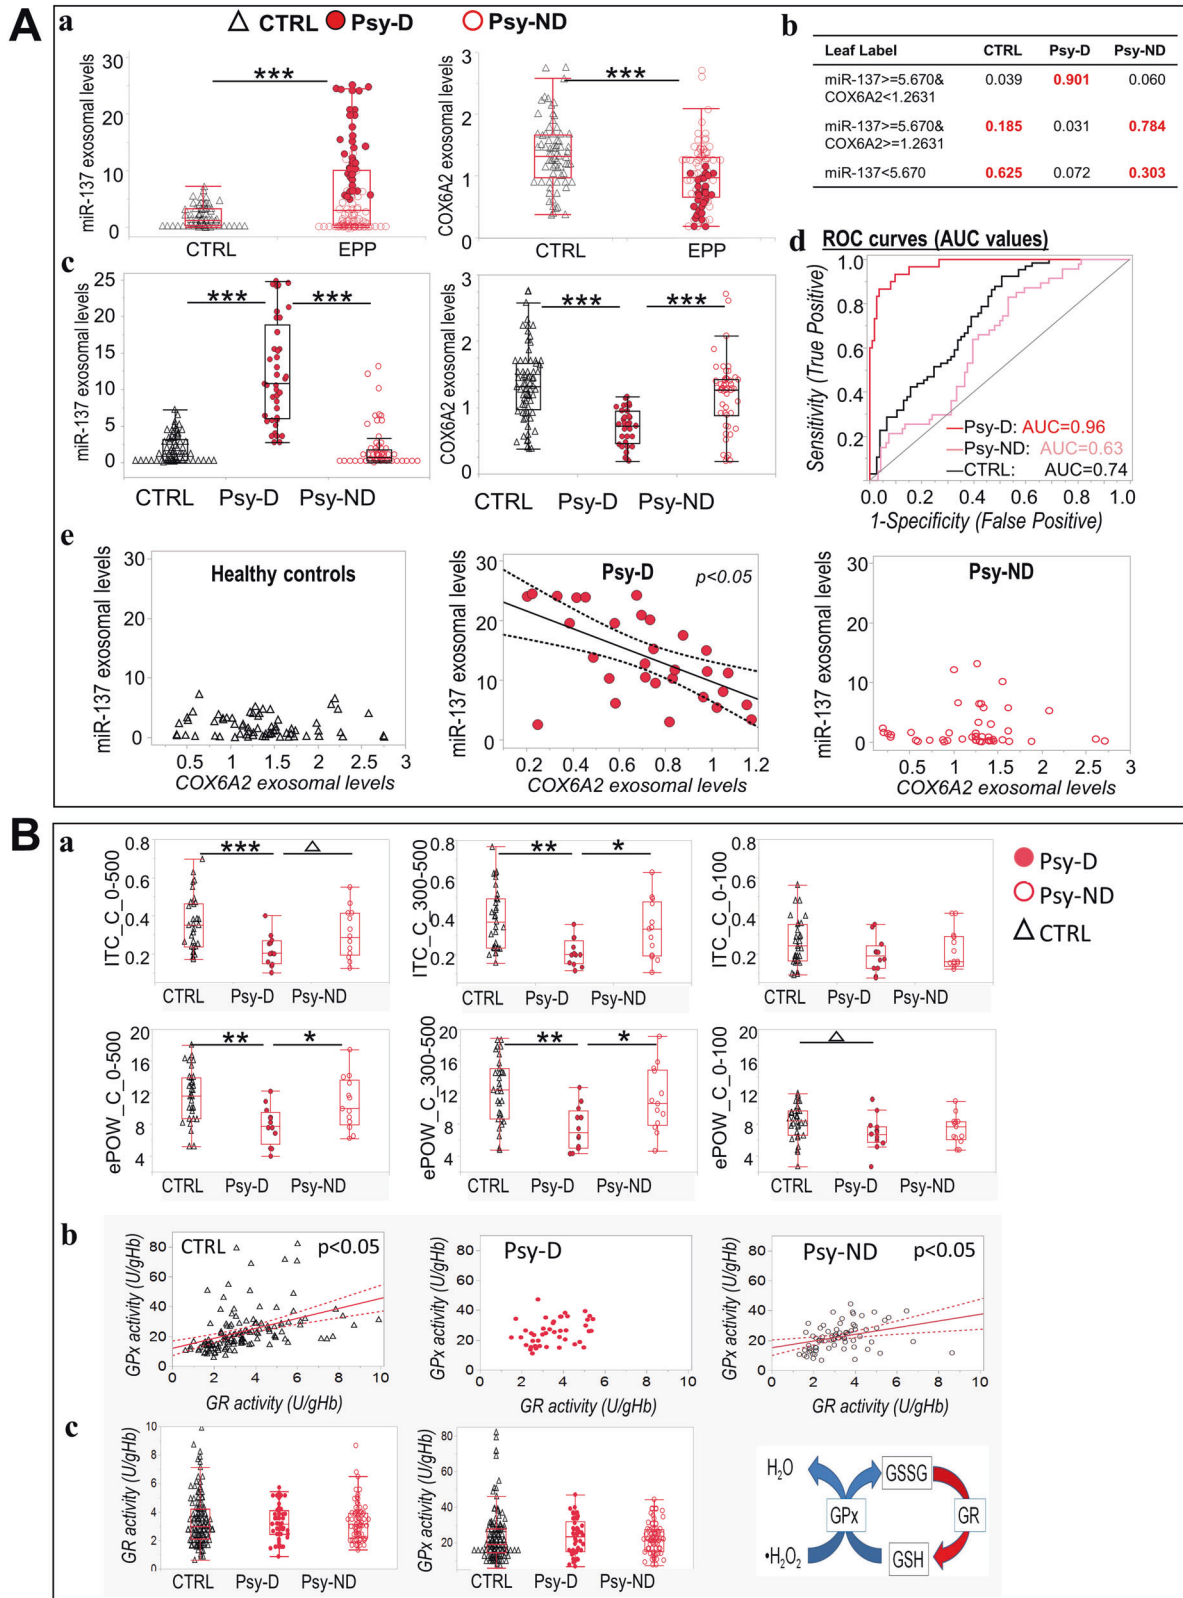 A
a
CTRL Psy-D Psy-ND
miR-137 exosomal levels
30
20
10
0
***
CTRL EPP
COX6A2 exosomal levels
3
2
1
0
***
CTRL EPP
b
Leaf Label CTRL Psy-D Psy-ND
miR-137>=5.670& 0.039 0.901 0.060
COX6A2<1.2631
miR-137>=5.670& 0.185 0.031 0.784
COX6A2>=1.2631
miR-137<5.670 0.625 0.072 0.303
c
miR-137 exosomal levels
25
20
15
10
5
0
*** ***
CTRL Psy-D Psy-ND
COX6A2 exosomal levels
3
2
1
0
*** ***
CTRL Psy-D Psy-ND
d
ROC curves (AUC values)
Sensitivity (True Positive)
1.0
0.8
0.6
0.4
0.2
Psy-D: AUC=0.96
Psy-ND: AUC=0.63
CTRL: AUC=0.74
0.0 0.2 0.4 0.6 0.8 1.0
1-Specificity (False Positive)
e
miR-137 exosomal levels
30
20
10
0
Healthy controls
0.5 1 1.5 2 2.5 3
COX6A2 exosomal levels
miR-137 exosomal levels
30
20
10
0
Psy-D
p<0.05
0.2 0.4 0.6 0.8 1 1.2
COX6A2 exosomal levels
miR-137 exosomal levels
30
20
10
0
Psy-ND
0.5 1 1.5 2 2.5 3
COX6A2 exosomal levels
B
a
ITC_C_0-500
0.8
0.6
0.4
0.2
***
CTRL Psy-D Psy-ND
ITC_C_300-500
0.8
0.6
0.4
0.2
** *
CTRL Psy-D Psy-ND
ITC_C_0-100
0.8
0.6
0.4
0.2
CTRL Psy-D Psy-ND
Psy-D
Psy-ND
CTRL
ePOW_C_0-500
20
16
12
8
4
** *
CTRL Psy-D Psy-ND
ePOW_C_300-500
20
16
12
8
4
** *
CTRL Psy-D Psy-ND
ePOW_C_0-100
20
16
12
8
4
CTRL Psy-D Psy-ND
b
GPx activity (U/gHb)
80
60
40
20
0
CTRL p<0.05
0 2 4 6 8 10
GR activity (U/gHb)
GPx activity (U/gHb)
80
60
40
20
0
Psy-D
0 2 4 6 8 10
GR activity (U/gHb)
GPx activity (U/gHb)
80
60
40
20
0
Psy-ND p<0.05
0 2 4 6 8 10
GR activity (U/gHb)
c
GR activity (U/gHb)
10
8
6
4
2
0
CTRL Psy-D Psy-ND
GPx activity (U/gHb)
80
60
40
20
CTRL Psy-D Psy-ND
H₂O GSSG
GPx GR
•H₂O₂ GSH